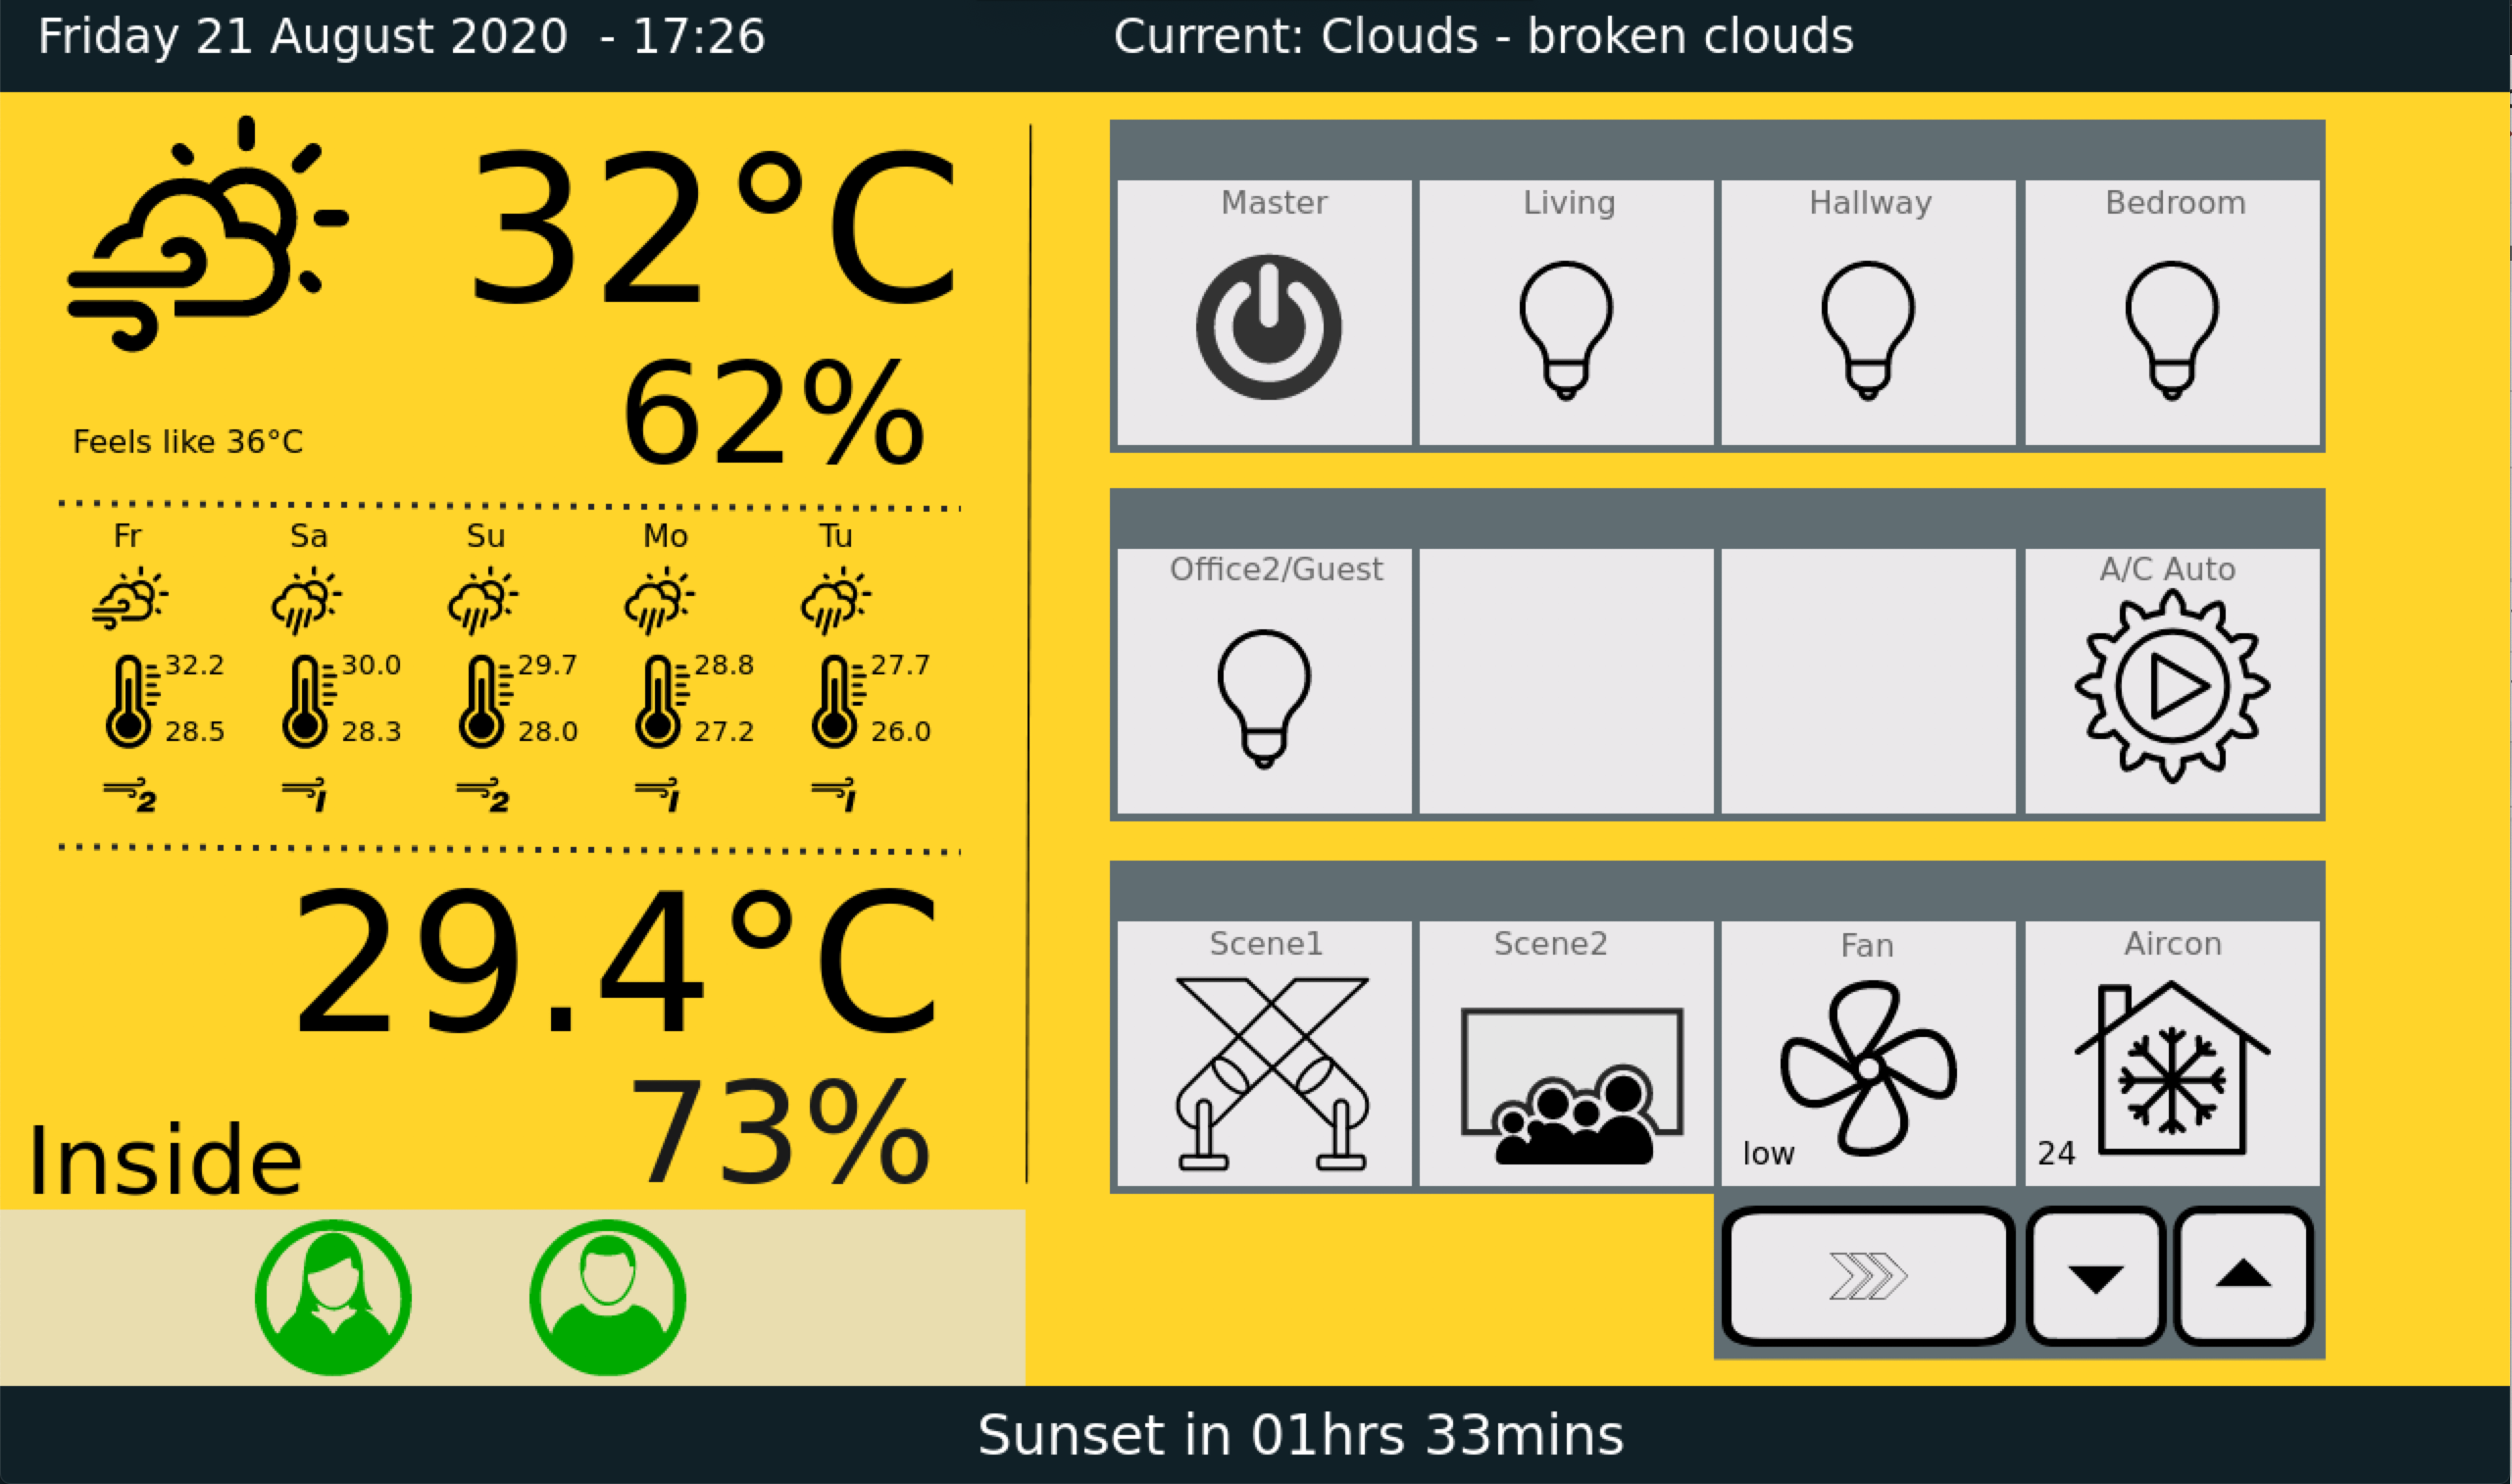 Friday 21 August 2020  - 17:26
Current: Clouds - broken clouds
32°C
62%
Feels like 36°C
Fr Sa Su Mo Tu
32.2 30.0 29.7 28.8 27.7
28.5 28.3 28.0 27.2 26.0
2 1 2 1 1
29.4°C
73%
Inside
Master Living Hallway Bedroom
Office2/Guest A/C Auto
Scene1 Scene2 Fan Aircon
low 24
Sunset in 01hrs 33mins